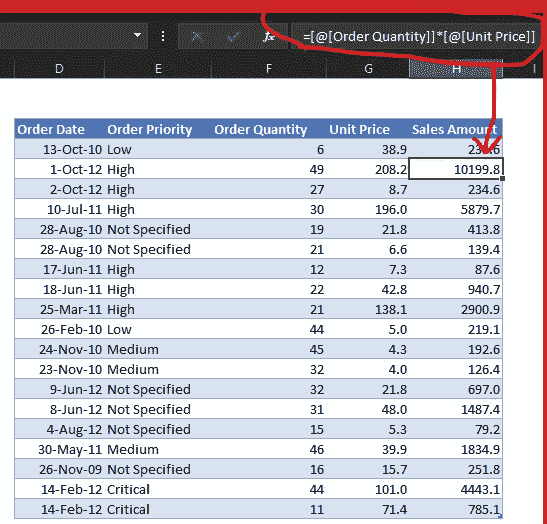 fx =[@[Order Quantity]]*[@[Unit Price]]
D E F G H I
Order Date Order Priority Order Quantity Unit Price Sales Amount
13-Oct-10 Low 6 38.9
1-Oct-12 High 49 208.2 10199.8
2-Oct-12 High 27 8.7 234.6
10-Jul-11 High 30 196.0 5879.7
28-Aug-10 Not Specified 19 21.8 413.8
28-Aug-10 Not Specified 21 6.6 139.4
17-Jun-11 High 12 7.3 87.6
18-Jun-11 High 22 42.8 940.7
25-Mar-11 High 21 138.1 2900.9
26-Feb-10 Low 44 5.0 219.1
24-Nov-10 Medium 45 4.3 192.6
23-Nov-10 Medium 32 4.0 126.4
9-Jun-12 Not Specified 32 21.8 697.0
8-Jun-12 Not Specified 31 48.0 1487.4
4-Aug-12 Not Specified 15 5.3 79.2
30-May-11 Medium 46 39.9 1834.9
26-Nov-09 Not Specified 16 15.7 251.8
14-Feb-12 Critical 44 101.0 4443.1
14-Feb-12 Critical 11 71.4 785.1